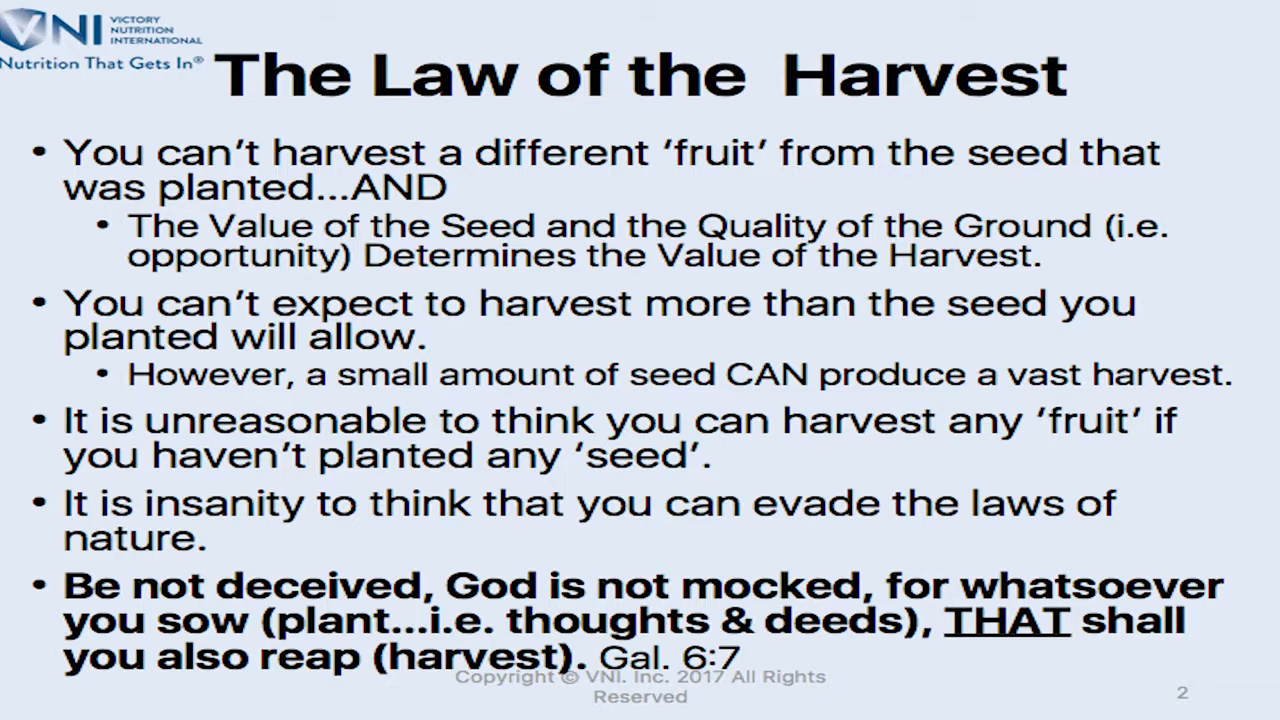 VNI VICTORY
NUTRITION
INTERNATIONAL
Nutrition That Gets In®
The Law of the Harvest
• You can't harvest a different 'fruit' from the seed that
was planted...AND
• The Value of the Seed and the Quality of the Ground (i.e.
opportunity) Determines the Value of the Harvest.
• You can't expect to harvest more than the seed you
planted will allow.
• However, a small amount of seed CAN produce a vast harvest.
• It is unreasonable to think you can harvest any 'fruit' if
you haven't planted any 'seed'.
• It is insanity to think that you can evade the laws of
nature.
• Be not deceived, God is not mocked, for whatsoever
you sow (plant...i.e. thoughts & deeds), THAT shall
you also reap (harvest). Gal. 6:7
Copyright © VNI. Inc. 2017 All Rights
Reserved
2